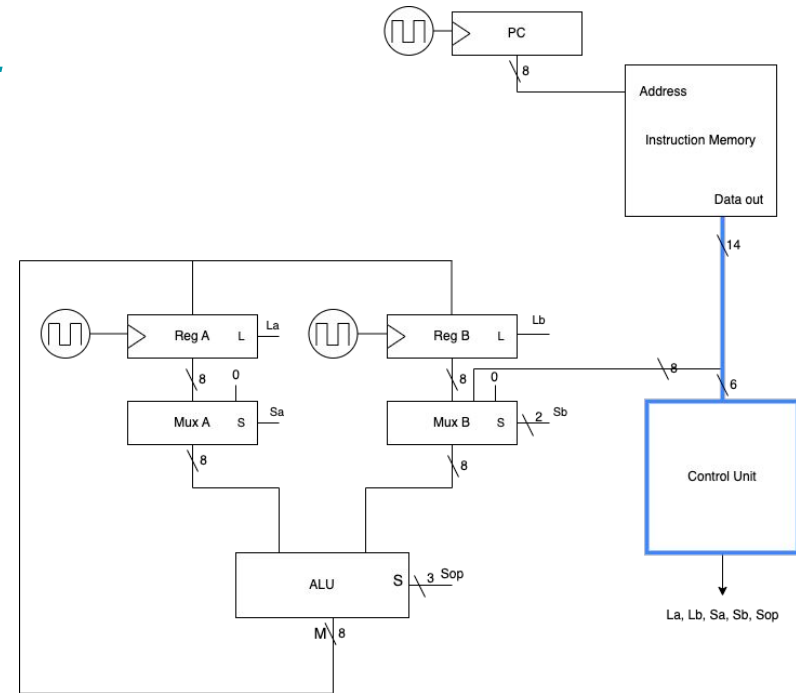 PC
8
Address
Instruction Memory
Data out
14
Reg A L
La
Reg B L
Lb
8
0
8
0
8
6
Mux A S
Sa
Mux B S
2 Sb
8
8
Control Unit
ALU S
3 Sop
M 8
La, Lb, Sa, Sb, Sop